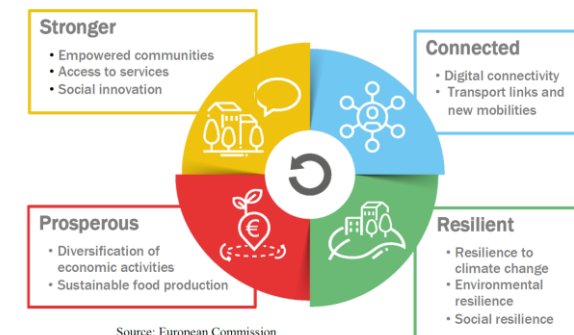 Stronger
• Empowered communities
• Access to services
• Social innovation
Connected
• Digital connectivity
• Transport links and
new mobilities
€
Prosperous
• Diversification of
economic activities
• Sustainable food production
Resilient
• Resilience to
climate change
• Environmental
resilience
• Social resilience
Source: European Commission